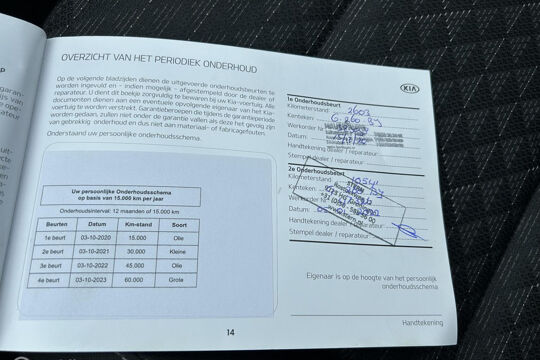 OVERZICHT VAN HET PERIODIEK ONDERHOUD
Op de volgende bladzijden dienen de uitgevoerde onderhoudsbeurten te
worden ingevuld en - indien mogelijk - afgestempeld door de dealer of
reparateur. U dient dit boekje zorgvuldig te bewaren bij uw Kia-voertuig. Alle
documenten dienen aan een eventuele opvolgende eigenaar van het Kia-
voertuig te worden verstrekt. Garantieberoepen die tijdens de garantieperiode
worden gedaan, zullen niet onder de garantie vallen als deze het gevolg zijn
van gebrekkig onderhoud en dus niet aan materiaal- of fabricagefouten.
Onderstaand uw persoonlijke onderhoudsschema.
Uw persoonlijke Onderhoudsschema
op basis van 15.000 km per jaar
Onderhoudsinterval: 12 maanden of 15.000 km
Beurten Datum Km-stand Soort
1e beurt 03-10-2020 15.000 Olie
2e beurt 03-10-2021 30.000 Kleine
3e beurt 03-10-2022 45.000 Olie
4e beurt 03-10-2023 60.000 Grote
14
KIA
1e Onderhoudsbeurt
Kilometerstand: 2603
Kenteken: G-260-BJ
Werkorder Nr
Datum:
Handtekening dealer / reparateur:
Stempel dealer / reparateur:
2e Onderhoudsbeurt
Kilometerstand:
Kenteken:
Werkorder Nr
Datum:
Handtekening dealer / reparateur:
Stempel dealer / reparateur:
Eigenaar is op de hoogte van het persoonlijk
onderhoudsschema
Handtekening